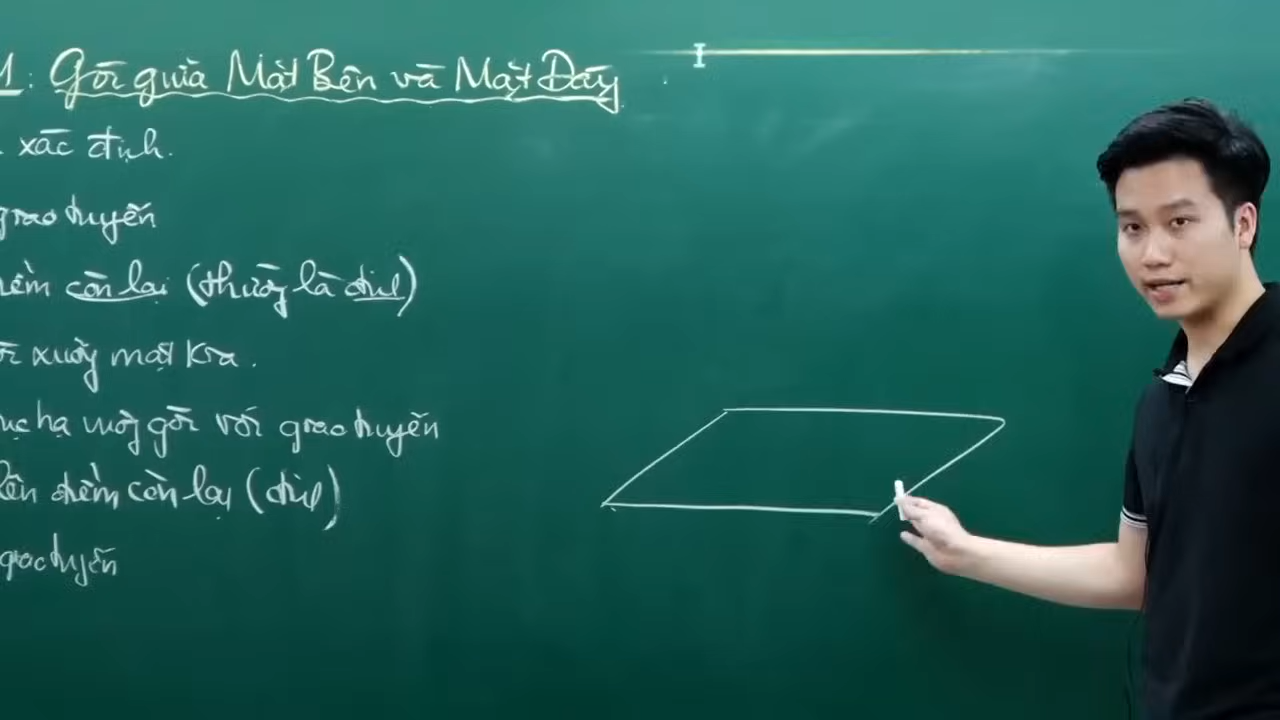 1: Góc giữa Mặt Bên và Mặt Đáy
xác định.
giao tuyến
còn lại (thường là đỉnh)
xuống mặt kia.
hạ vuông góc với giao tuyến
lên điểm còn lại (đỉnh)
giao tuyến